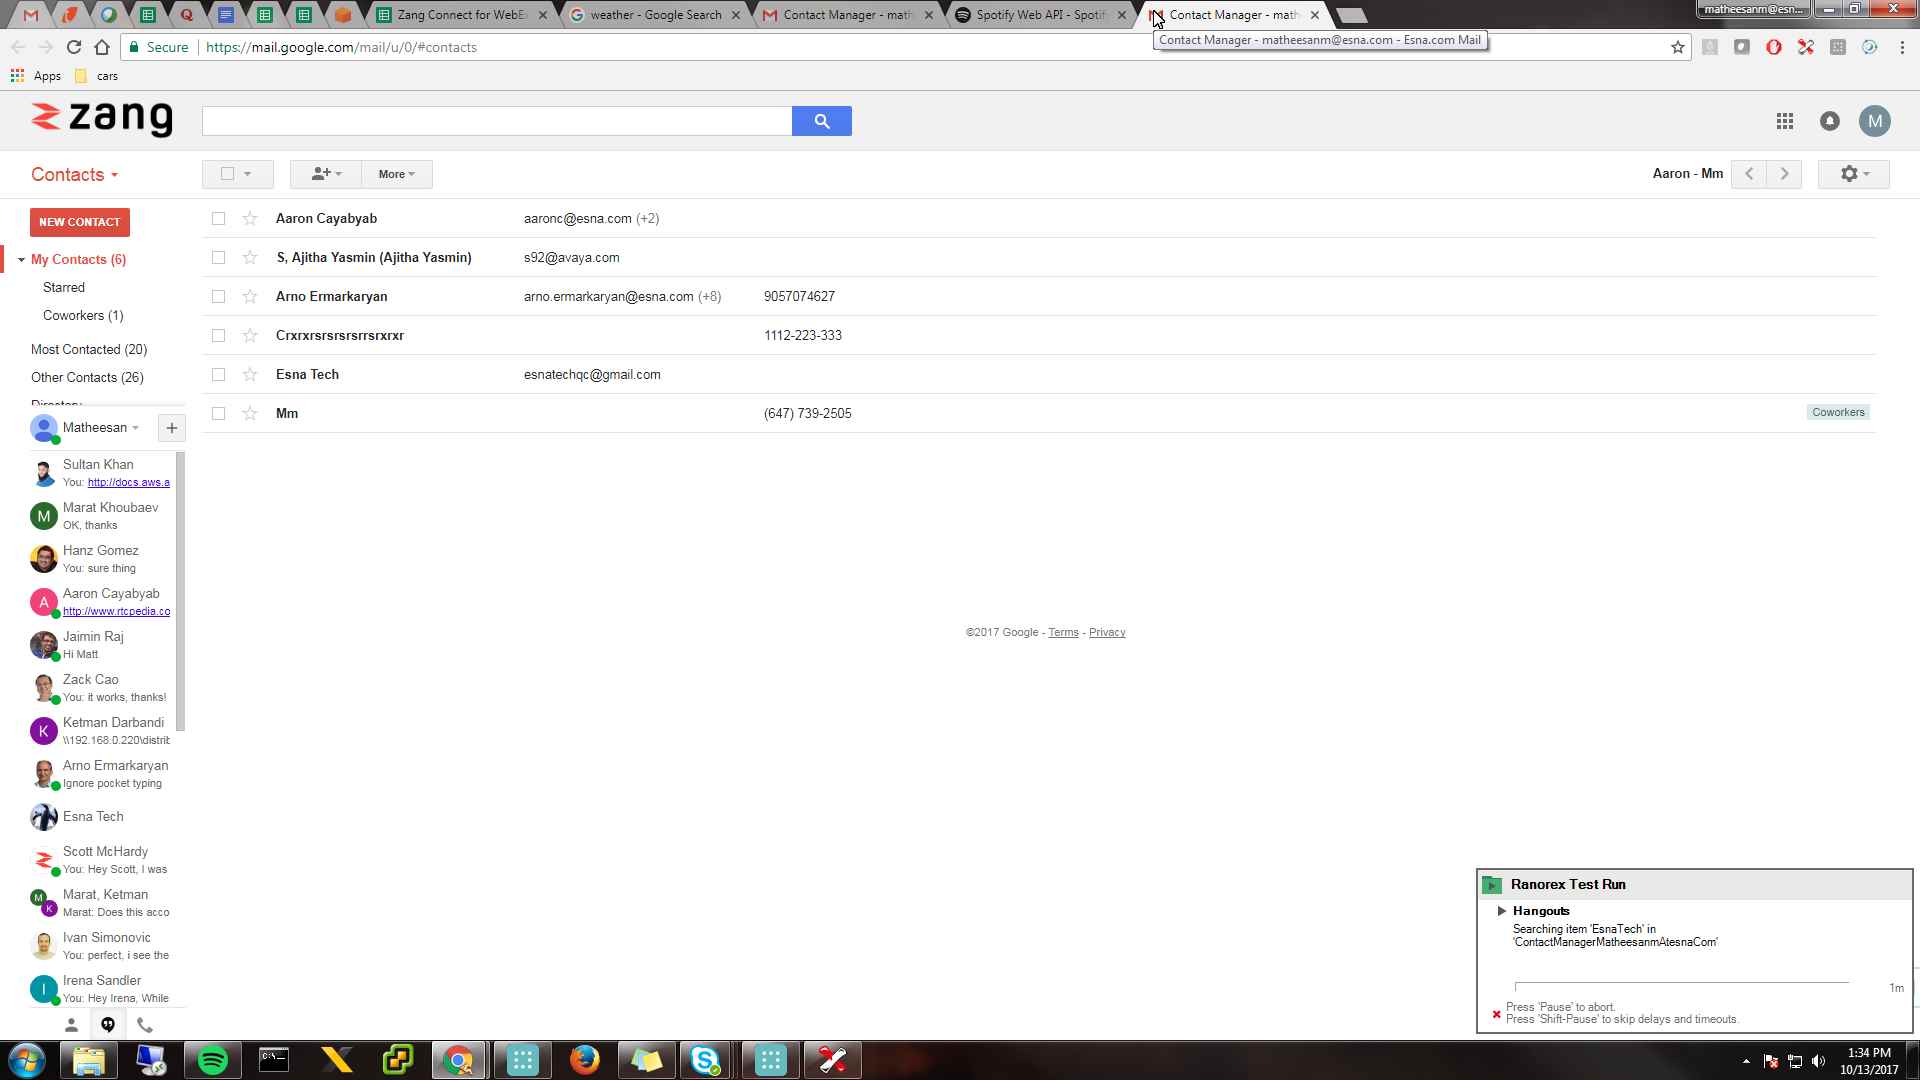 Zang Connect for WebEx
weather - Google Search
Contact Manager - math
Spotify Web API - Spotif
Contact Manager - mathe
matheesanm@esn...
Secure
https://mail.google.com/mail/u/0/#contacts
Contact Manager - matheesanm@esna.com - Esna.com Mail
Apps
cars
zang
M
Contacts
More
Aaron - Mm
NEW CONTACT
My Contacts (6)
Starred
Coworkers (1)
Most Contacted (20)
Other Contacts (26)
Directory
Aaron Cayabyab
aaronc@esna.com (+2)
S, Ajitha Yasmin (Ajitha Yasmin)
s92@avaya.com
Arno Ermarkaryan
arno.ermarkaryan@esna.com (+8)
9057074627
Crxrxrsrsrsrsrrsrxrxr
1112-223-333
Esna Tech
esnatechqc@gmail.com
Mm
(647) 739-2505
Coworkers
Matheesan
Sultan Khan
You: http://docs.aws.a
M
Marat Khoubaev
OK, thanks
Hanz Gomez
You: sure thing
A
Aaron Cayabyab
http://www.rtcpedia.co
Jaimin Raj
Hi Matt
Zack Cao
You: it works, thanks!
K
Ketman Darbandi
\\192.168.0.220\distrib
Arno Ermarkaryan
Ignore pocket typing
Esna Tech
Scott McHardy
You: Hey Scott, I was
M
K
Marat, Ketman
Marat: Does this acco
Ivan Simonovic
You: perfect, i see the
I
Irena Sandler
You: Hey Irena, While
©2017 Google - Terms - Privacy
Ranorex Test Run
Hangouts
Searching item 'EsnaTech' in
'ContactManagerMatheesanmAtesnaCom'
1m
Press 'Pause' to abort.
Press 'Shift-Pause' to skip delays and timeouts.
1:34 PM
10/13/2017